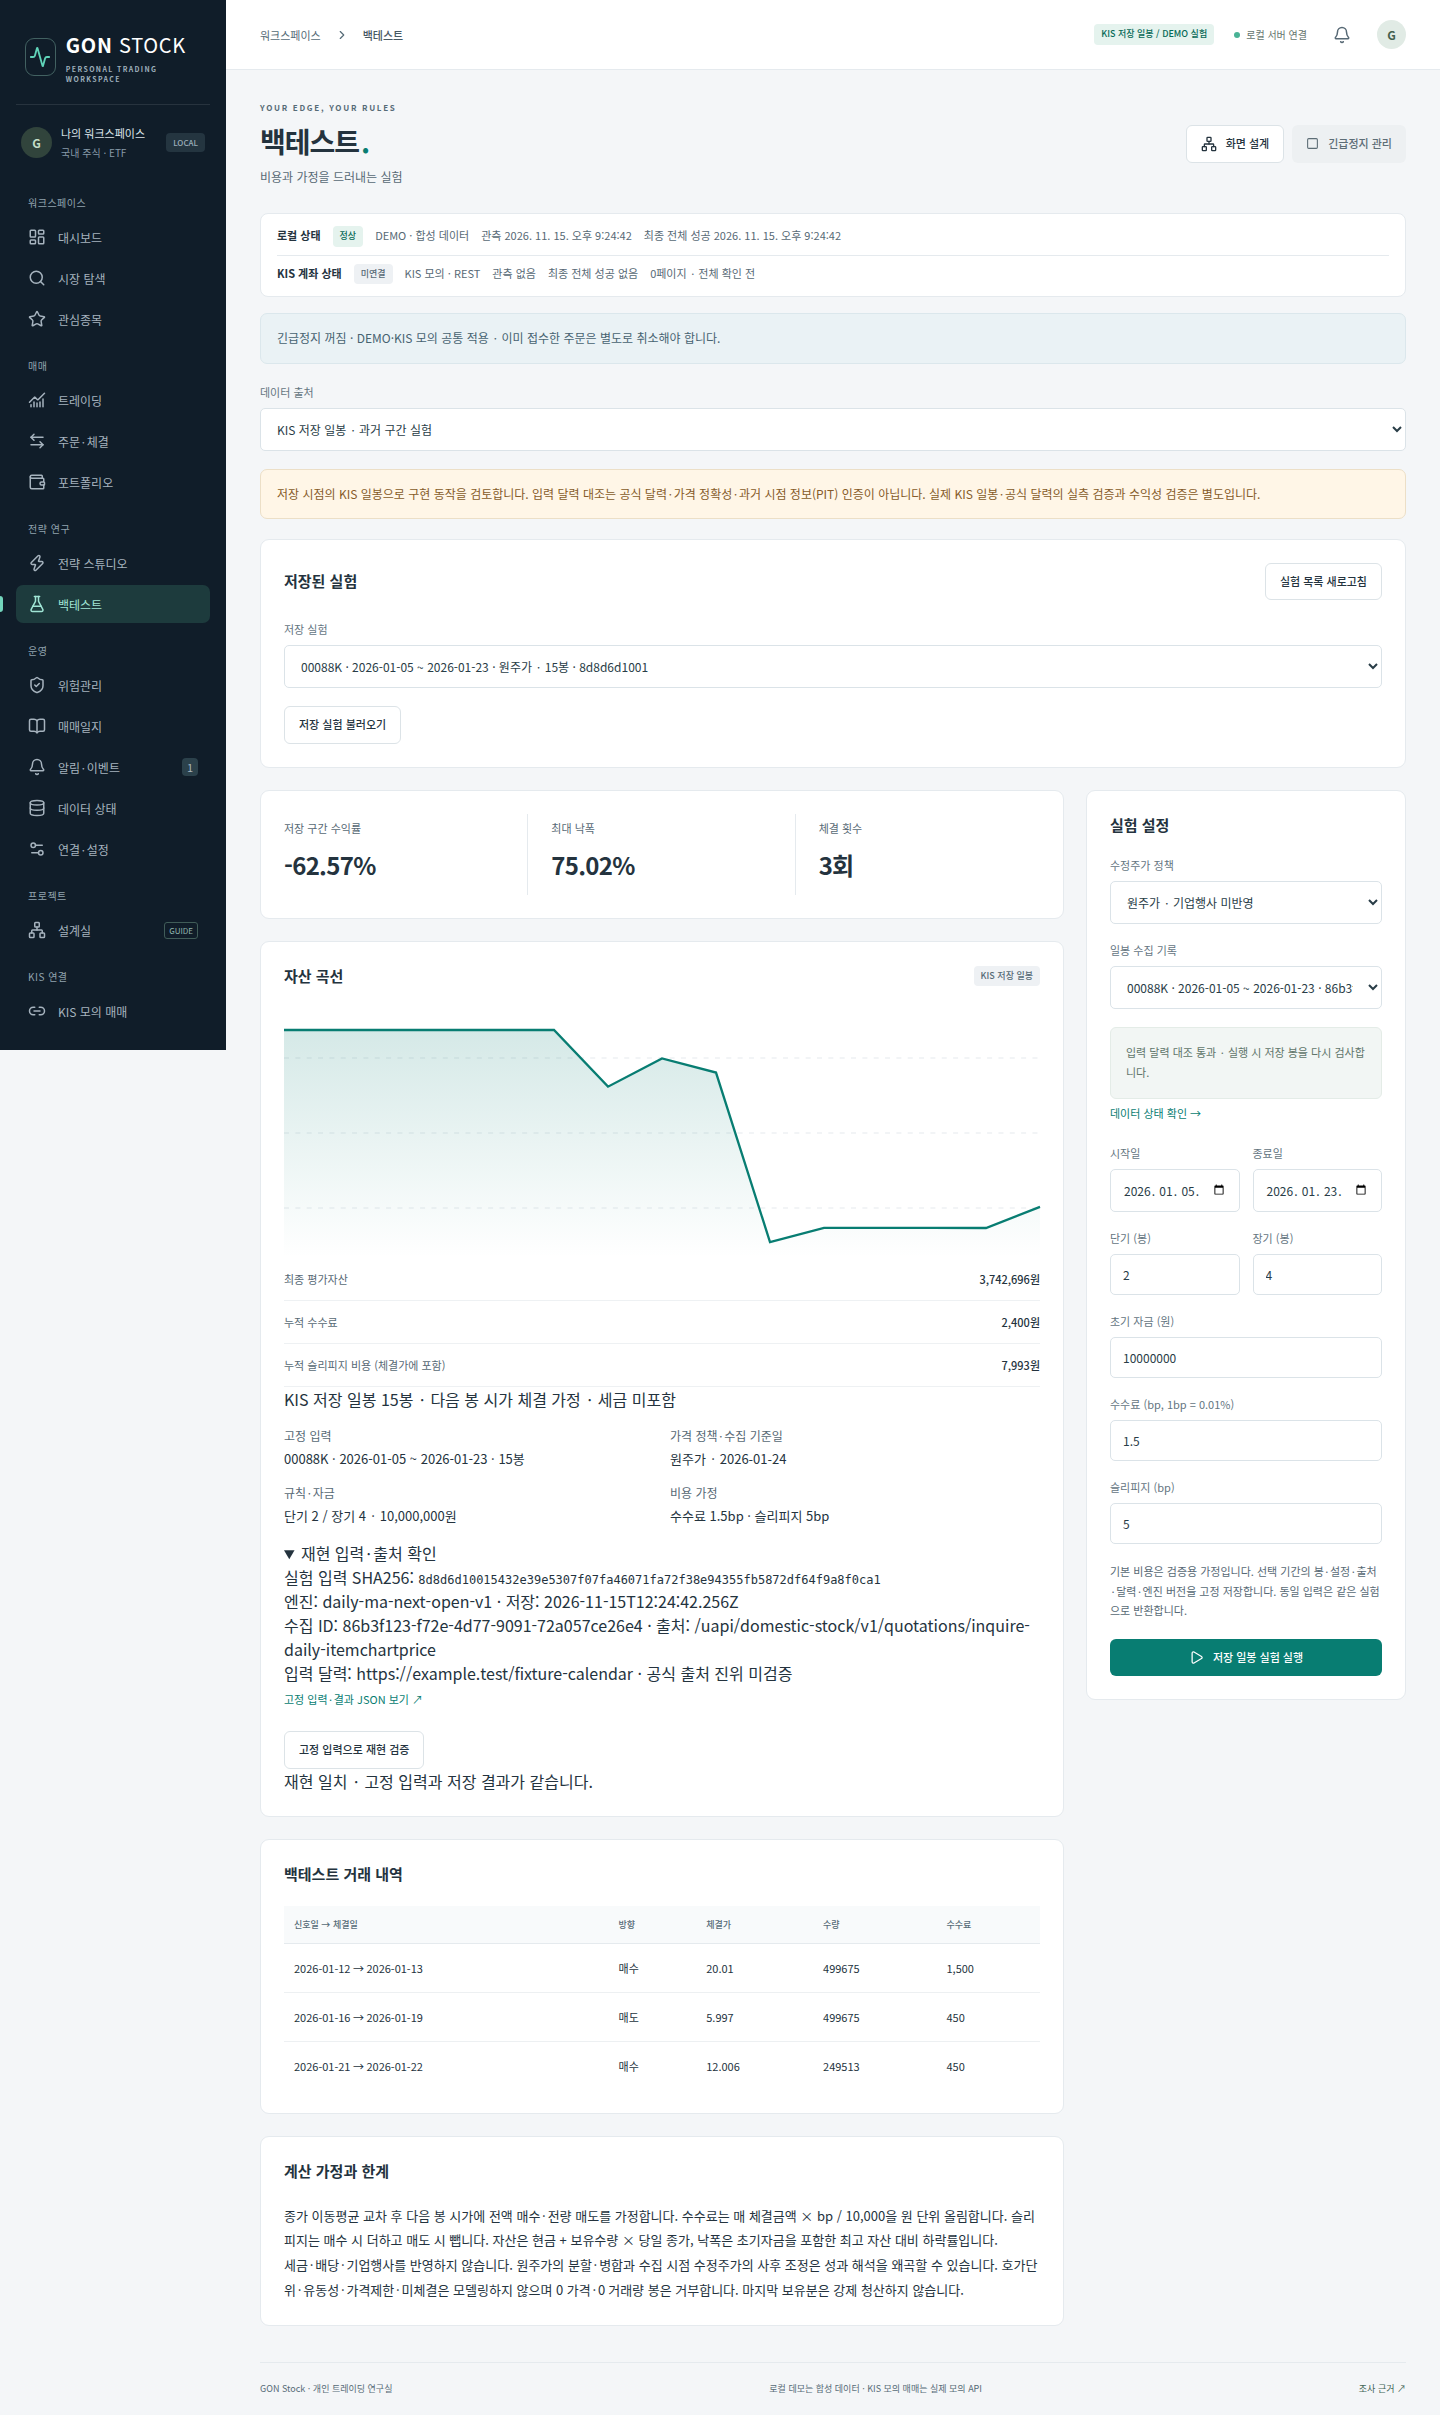 GON STOCK
PERSONAL TRADING
WORKSPACE
G
나의 워크스페이스
국내 주식 · ETF
LOCAL
워크스페이스
대시보드
시장 탐색
관심종목
매매
트레이딩
주문·체결
포트폴리오
전략 연구
전략 스튜디오
백테스트
운영
위험관리
매매일지
알림·이벤트
1
데이터 상태
연결·설정
프로젝트
설계실
GUIDE
KIS 연결
KIS 모의 매매
워크스페이스 > 백테스트
KIS 저장 일봉 / DEMO 실험
로컬 서버 연결
G
YOUR EDGE, YOUR RULES
백테스트.
비용과 가정을 드러내는 실험
화면 설계
긴급정지 관리
로컬 상태 정상 DEMO · 합성 데이터 관측 2026. 11. 15. 오후 9:24:42 최종 전체 성공 2026. 11. 15. 오후 9:24:42
KIS 계좌 상태 미연결 KIS 모의 · REST 관측 없음 최종 전체 성공 없음 0페이지 · 전체 확인 전
긴급정지 꺼짐 · DEMO·KIS 모의 공통 적용 · 이미 접수한 주문은 별도로 취소해야 합니다.
데이터 출처
KIS 저장 일봉 · 과거 구간 실험
저장 시점의 KIS 일봉으로 구현 동작을 검토합니다. 입력 달력 대조는 공식 달력·가격 정확성·과거 시점 정보(PIT) 인증이 아닙니다. 실제 KIS 일봉·공식 달력의 실측 검증과 수익성 검증은 별도입니다.
저장된 실험
실험 목록 새로고침
저장 실험
00088K · 2026-01-05 ~ 2026-01-23 · 원주가 · 15봉 · 8d8d6d1001
저장 실험 불러오기
저장 구간 수익률
-62.57%
최대 낙폭
75.02%
체결 횟수
3회
자산 곡선
KIS 저장 일봉
최종 평가자산 3,742,696원
누적 수수료 2,400원
누적 슬리피지 비용 (체결가에 포함) 7,993원
KIS 저장 일봉 15봉 · 다음 봉 시가 체결 가정 · 세금 미포함
고정 입력
00088K · 2026-01-05 ~ 2026-01-23 · 15봉
가격 정책·수집 기준일
원주가 · 2026-01-24
규칙·자금
단기 2 / 장기 4 · 10,000,000원
비용 가정
수수료 1.5bp · 슬리피지 5bp
▼ 재현 입력·출처 확인
실험 입력 SHA256: 8d8d6d10015432e39e5307f07fa46071fa72f38e94355fb5872df64f9a8f0ca1
엔진: daily-ma-next-open-v1 · 저장: 2026-11-15T12:24:42.256Z
수집 ID: 86b3f123-f72e-4d77-9091-72a057ce26e4 · 출처: /uapi/domestic-stock/v1/quotations/inquire-
daily-itemchartprice
입력 달력: https://example.test/fixture-calendar · 공식 출처 진위 미검증
고정 입력·결과 JSON 보기 ↗
고정 입력으로 재현 검증
재현 일치 · 고정 입력과 저장 결과가 같습니다.
백테스트 거래 내역
신호일 → 체결일 방향 체결가 수량 수수료
2026-01-12 → 2026-01-13 매수 20.01 499675 1,500
2026-01-16 → 2026-01-19 매도 5.997 499675 450
2026-01-21 → 2026-01-22 매수 12.006 249513 450
계산 가정과 한계
종가 이동평균 교차 후 다음 봉 시가에 전액 매수·전량 매도를 가정합니다. 수수료는 매 체결금액 × bp / 10,000을 원 단위 올림합니다. 슬리
피지는 매수 시 더하고 매도 시 뺍니다. 자산은 현금 + 보유수량 × 당일 종가, 낙폭은 초기자금을 포함한 최고 자산 대비 하락률입니다.
세금·배당·기업행사를 반영하지 않습니다. 원주가의 분할·병합과 수집 시점 수정주가의 사후 조정은 성과 해석을 왜곡할 수 있습니다. 호가단
위·유동성·가격제한·미체결은 모델링하지 않으며 0 가격·0 거래량 봉은 거부합니다. 마지막 보유분은 강제 청산하지 않습니다.
실험 설정
수정주가 정책
원주가 · 기업행사 미반영
일봉 수집 기록
00088K · 2026-01-05 ~ 2026-01-23 · 86b3
입력 달력 대조 통과 · 실행 시 저장 봉을 다시 검사합
니다.
데이터 상태 확인 →
시작일 종료일
2026. 01. 05. 2026. 01. 23.
단기 (봉) 장기 (봉)
2 4
초기 자금 (원)
10000000
수수료 (bp, 1bp = 0.01%)
1.5
슬리피지 (bp)
5
기본 비용은 검증용 가정입니다. 선택 기간의 봉·설정·출처
·달력·엔진 버전을 고정 저장합니다. 동일 입력은 같은 실험
으로 반환합니다.
저장 일봉 실험 실행
GON Stock · 개인 트레이딩 연구실
로컬 데모는 합성 데이터 · KIS 모의 매매는 실제 모의 API
조사 근거 ↗